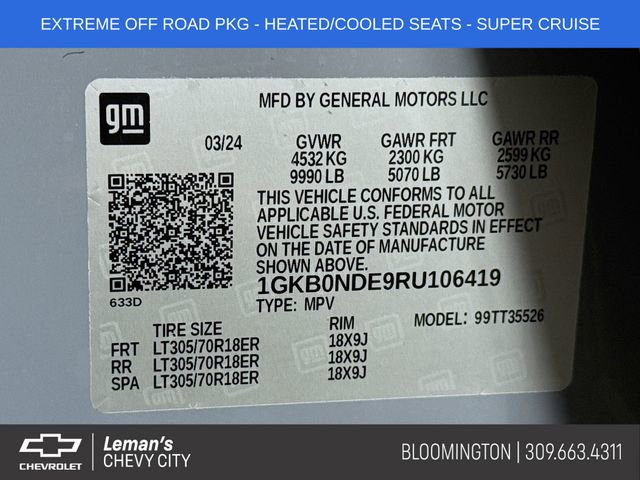 EXTREME OFF ROAD PKG - HEATED/COOLED SEATS - SUPER CRUISE
gm
MFD BY GENERAL MOTORS LLC
03/24 GVWR GAWR FRT GAWR RR
4532 KG 2300 KG 2599 KG
9990 LB 5070 LB 5730 LB
THIS VEHICLE CONFORMS TO ALL
APPLICABLE U.S. FEDERAL MOTOR
VEHICLE SAFETY STANDARDS IN EFFECT
ON THE DATE OF MANUFACTURE
SHOWN ABOVE.
1GKB0NDE9RU106419
633D
TYPE: MPV
MODEL: 99TT35526
TIRE SIZE RIM
FRT LT305/70R18ER 18X9J
RR LT305/70R18ER 18X9J
SPA LT305/70R18ER 18X9J
CHEVROLET
Leman's
CHEVY CITY
BLOOMINGTON | 309.663.4311